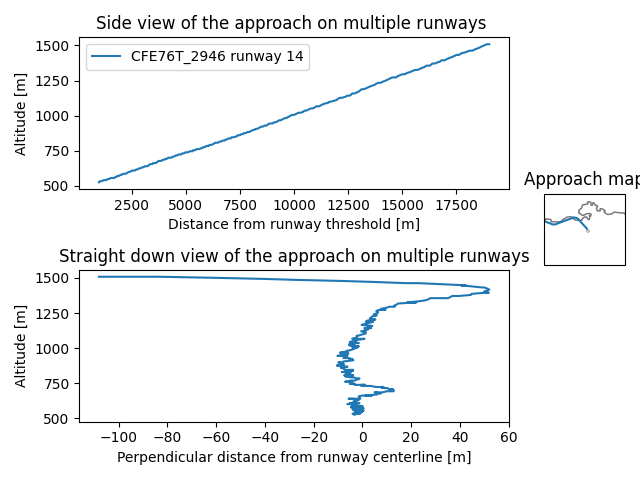 Side view of the approach on multiple runways
Altitude [m]
1500
1250
1000
750
500
CFE76T_2946 runway 14
2500 5000 7500 10000 12500 15000 17500
Distance from runway threshold [m]
Approach map
Straight down view of the approach on multiple runways
Altitude [m]
1500
1250
1000
750
500
−100 −80 −60 −40 −20 0 20 40 60
Perpendicular distance from runway centerline [m]